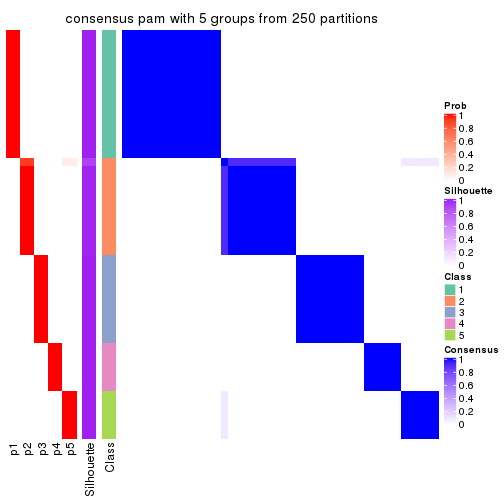 consensus pam with 5 groups from 250 partitions
Prob
1
0.8
0.6
0.4
0.2
0
Silhouette
1
0.8
0.6
0.4
0.2
0
Class
1
2
3
4
5
Consensus
1
0.8
0.6
0.4
0.2
0
p1
p2
p3
p4
p5
Silhouette
Class